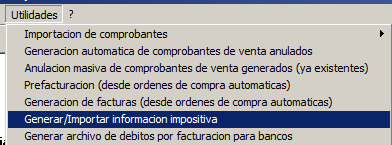 Utilidades ?
Importacion de comprobantes
Generacion automatica de comprobantes de venta anulados
Anulacion masiva de comprobantes de venta generados (ya existentes)
Prefacturacion (desde ordenes de compra automaticas)
Generacion de facturas (desde ordenes de compra automaticas)
Generar/Importar informacion impositiva
Generar archivo de debitos por facturacion para bancos